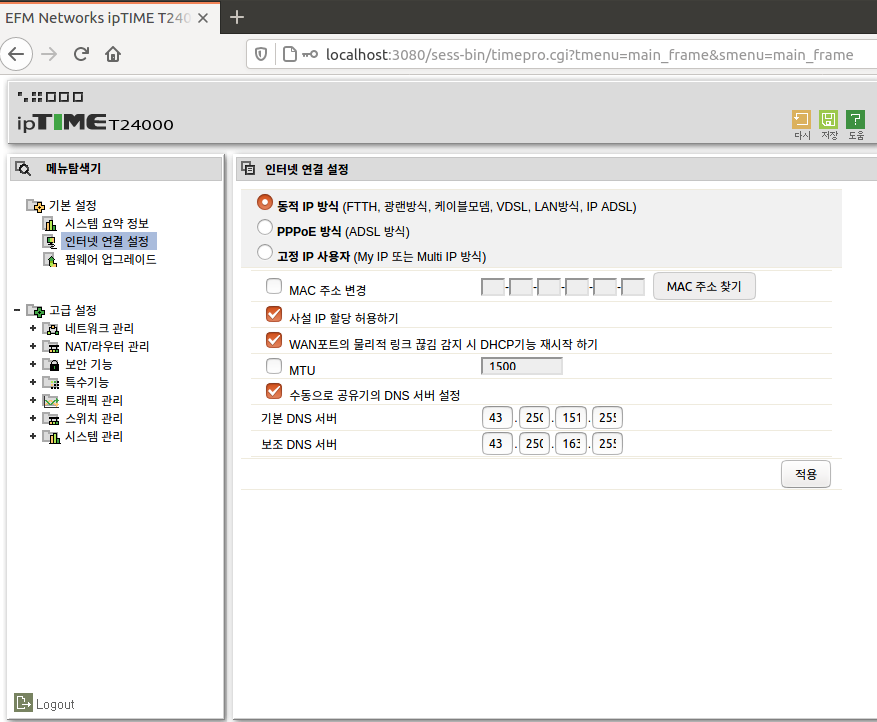 EFM Networks ipTIME T240
localhost:3080/sess-bin/timepro.cgi?tmenu=main_frame&smenu=main_frame
ipTIME T24000
다시 저장 도움
메뉴탐색기
기본 설정
시스템 요약 정보
인터넷 연결 설정
펌웨어 업그레이드
고급 설정
네트워크 관리
NAT/라우터 관리
보안 기능
특수기능
트래픽 관리
스위치 관리
시스템 관리
Logout
인터넷 연결 설정
동적 IP 방식 (FTTH, 광랜방식, 케이블모뎀, VDSL, LAN방식, IP ADSL)
PPPoE 방식 (ADSL 방식)
고정 IP 사용자 (My IP 또는 Multi IP 방식)
MAC 주소 변경 - - - - - MAC 주소 찾기
사설 IP 할당 허용하기
WAN포트의 물리적 링크 끊김 감지 시 DHCP기능 재시작 하기
MTU 1500
수동으로 공유기의 DNS 서버 설정
기본 DNS 서버 43 . 250 . 151 . 255
보조 DNS 서버 43 . 250 . 163 . 255
적용